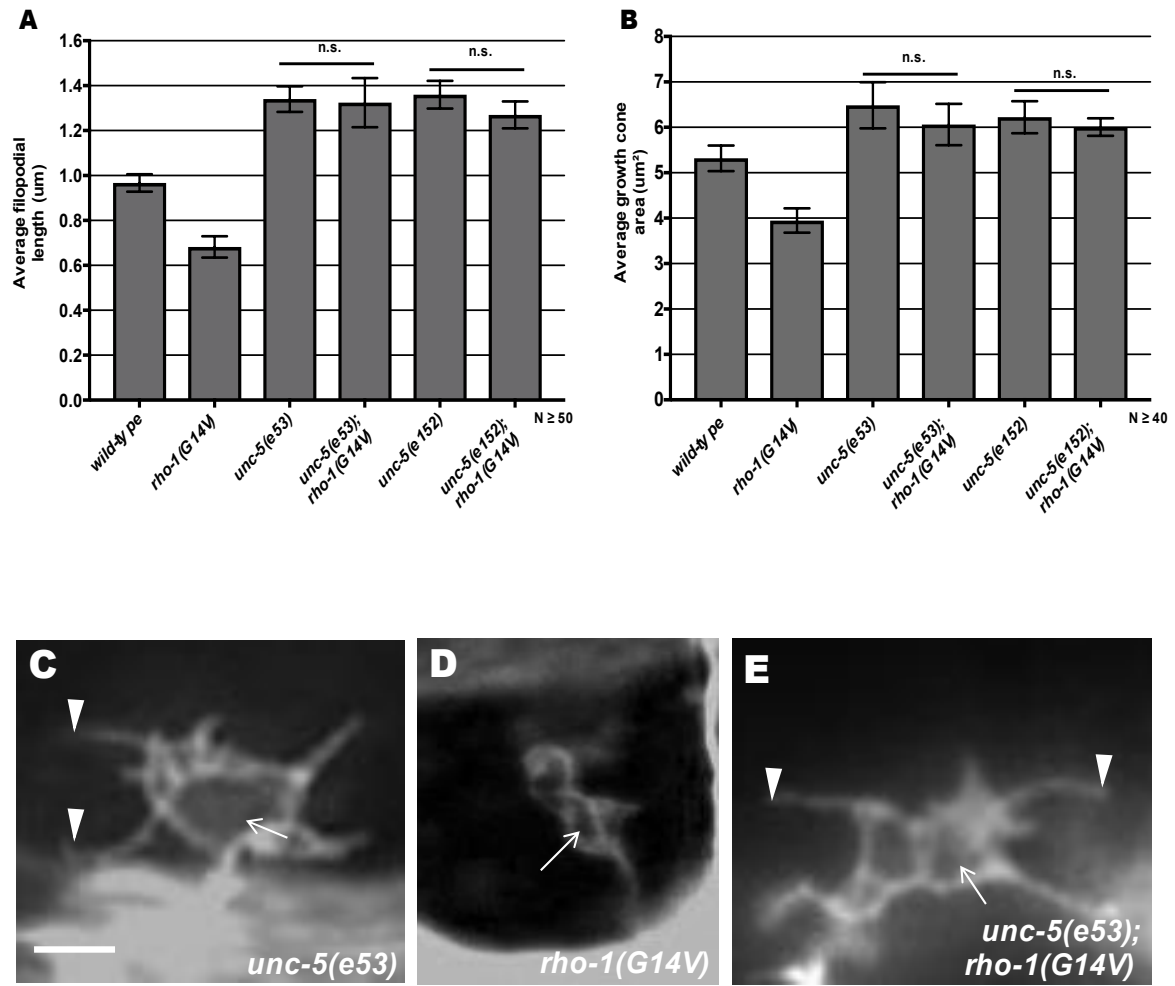 A
1.6
1.4
1.2
1.0
0.8
0.6
0.4
0.2
0.0
Average filopodial
length (um)
n.s.
n.s.
wild-ty pe
rho-1(G14V)
unc-5(e53)
unc-5(e53);
rho-1(G14V)
unc-5(e152)
unc-5(e152);
rho-1(G14V)
N ≥ 50
B
8
7
6
5
4
3
2
1
0
Average growth cone
area (um²)
n.s.
n.s.
wild-ty pe
rho-1(G14V)
unc-5(e53)
unc-5(e53);
rho-1(G14V)
unc-5(e152)
unc-5(e152);
rho-1(G14V)
N ≥ 40
C
unc-5(e53)
D
rho-1(G14V)
E
unc-5(e53);
rho-1(G14V)